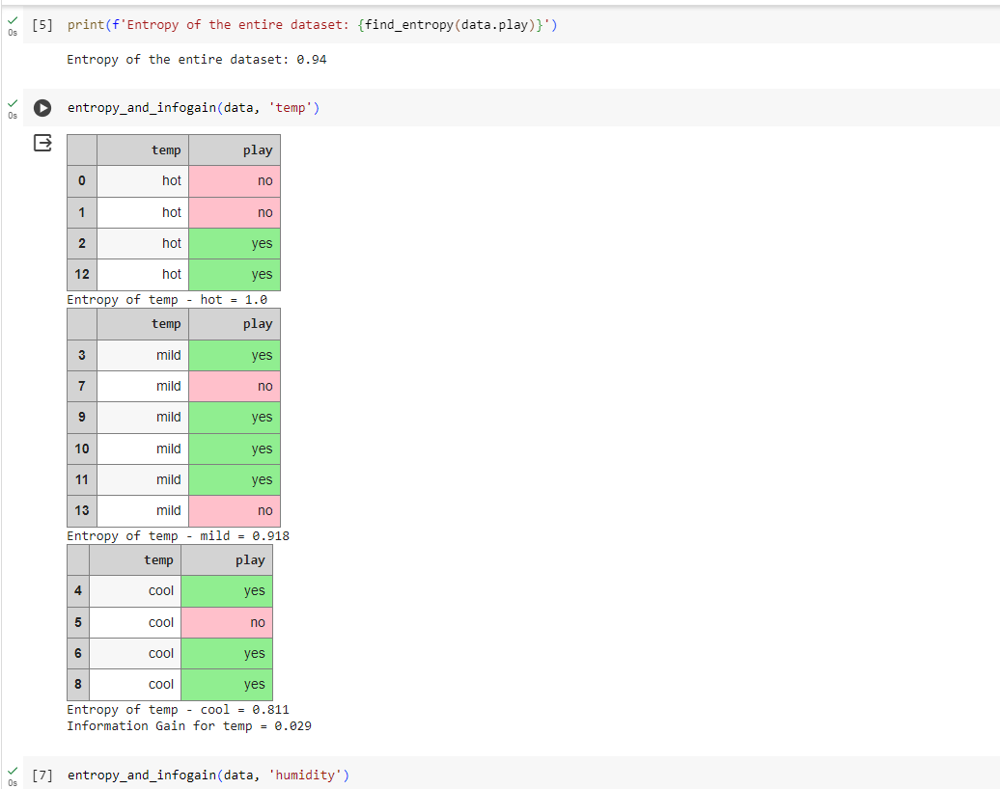 0s
[5] print(f'Entropy of the entire dataset: {find_entropy(data.play)}')
Entropy of the entire dataset: 0.94
0s
entropy_and_infogain(data, 'temp')
temp play
0 hot no
1 hot no
2 hot yes
12 hot yes
Entropy of temp - hot = 1.0
temp play
3 mild yes
7 mild no
9 mild yes
10 mild yes
11 mild yes
13 mild no
Entropy of temp - mild = 0.918
temp play
4 cool yes
5 cool no
6 cool yes
8 cool yes
Entropy of temp - cool = 0.811
Information Gain for temp = 0.029
0s
[7] entropy_and_infogain(data, 'humidity')